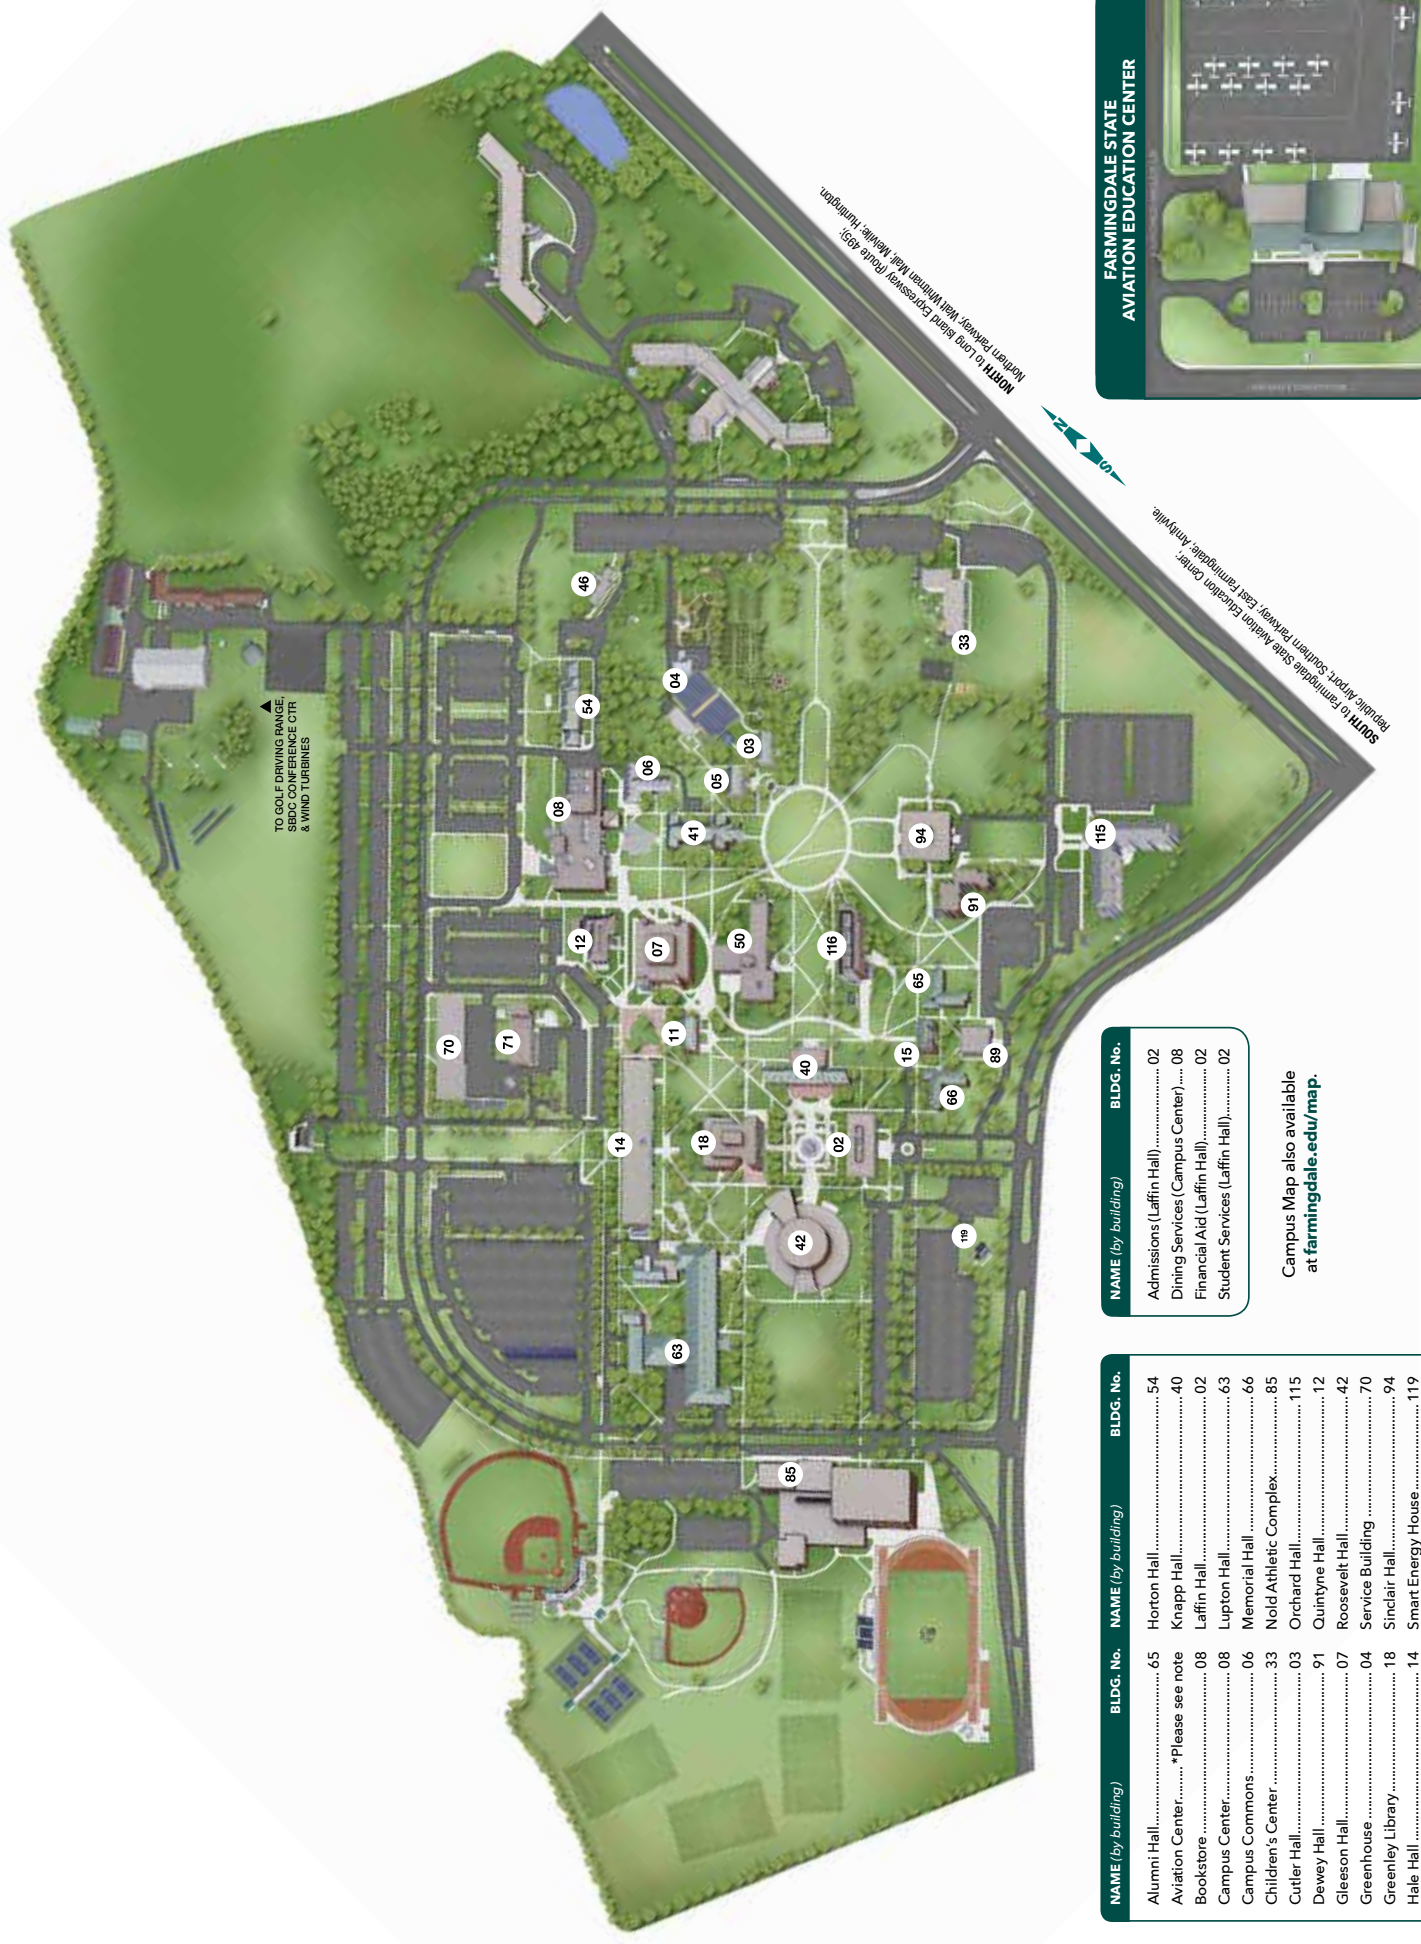 FARMINGDALE STATE
AVIATION EDUCATION CENTER
NORTH to Long Island Expressway (Route 495);
Northern Parkway; Walt Whitman Mall; Melville; Huntington.
N
S
SOUTH to Farmingdale State Aviation Education Center;
Republic Airport; Southern Parkway; East Farmingdale; Amityville.
TO GOLF DRIVING RANGE,
SBDC CONFERENCE CTR
& WIND TURBINES
46
33
04
54
03
06
05
08
41
94
115
91
12
07
50
116
65
70
71
11
15
89
40
66
14
18
02
42
119
63
85
NAME (by building) BLDG. No.
Admissions (Laffin Hall)..................02
Dining Services (Campus Center)..... 08
Financial Aid (Laffin Hall).................. 02
Student Services (Laffin Hall)............02
Campus Map also available
at farmingdale.edu/map.
NAME (by building) BLDG. No. NAME (by building) BLDG. No.
Alumni Hall.................................. 65 Horton Hall.................................. 54
Aviation Center........*Please see note Knapp Hall.................................. 40
Bookstore .................................. 08 Laffin Hall.................................. 02
Campus Center............................. 08 Lupton Hall.................................. 63
Campus Commons........................ 06 Memorial Hall ............................... 66
Children's Center ......................... 33 Nold Athletic Complex.................... 85
Cutler Hall................................... 03 Orchard Hall................................ 115
Dewey Hall .................................. 91 Quintyne Hall............................... 12
Gleeson Hall................................ 07 Roosevelt Hall.............................. 42
Greenhouse ................................. 04 Service Building ........................... 70
Greenley Library ........................... 18 Sinclair Hall................................. 94
Hale Hall ..................................... 14 Smart Energy House..................... 119